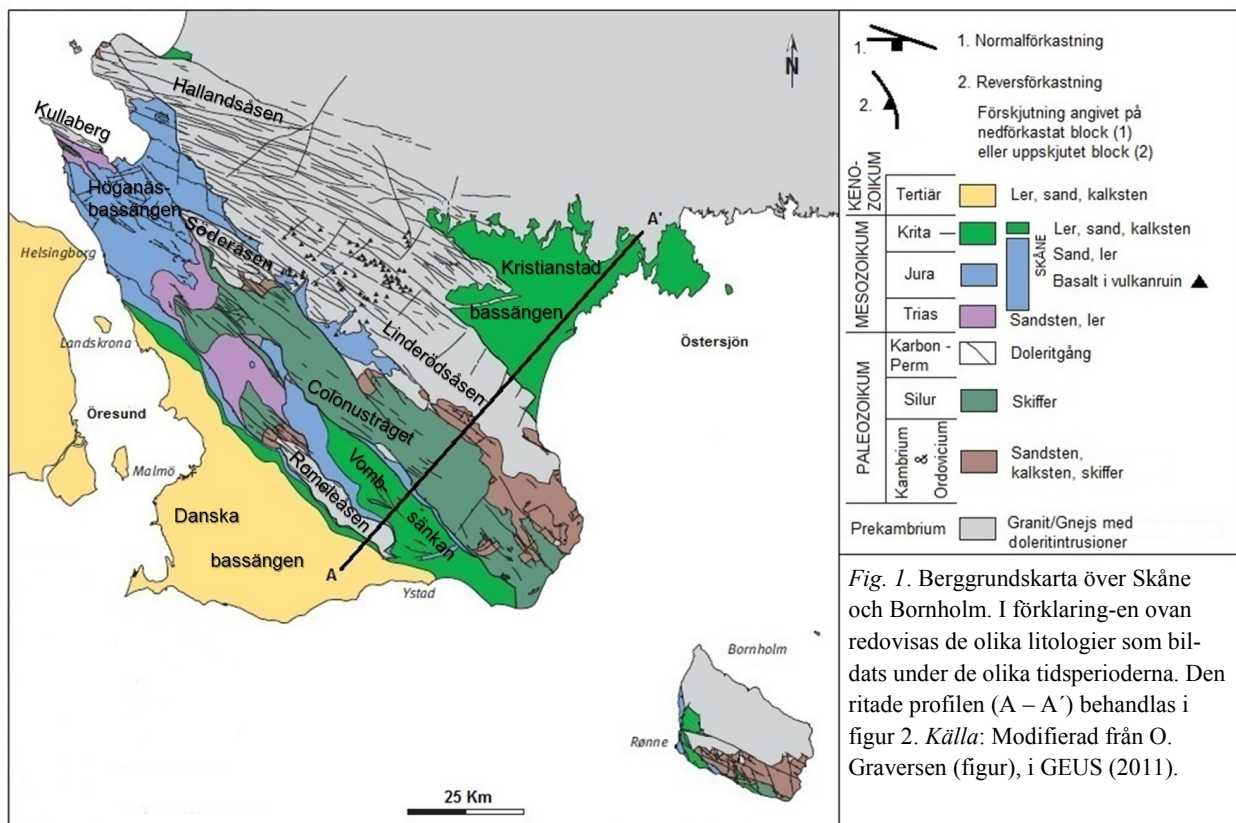 N
Hallandsåsen
Kullaberg
Höganäs-
bassängen
Söderåsen
Helsingborg
Kristianstad
bassängen
A'
Landskrona
Linderödsåsen
Östersjön
Öresund
Colonustråget
Malmö
Romeleåsen
Vomb-
sänkan
Danska
bassängen
A
Ystad
Bornholm
Rønne
25 Km
1.
1. Normalförkastning
2.
2. Reversförkastning
Förskjutning angivet på
nedförkastat block (1)
eller uppskjutet block (2)
KENO-
ZOIKUM
Tertiär
Ler, sand, kalksten
MESOZOIKUM
Krita
Ler, sand, kalksten
SKÅNE
Sand, ler
Jura
Basalt i vulkanruin
Trias
Sandsten, ler
PALEOZOIKUM
Karbon -
Perm
Doleritgång
Silur
Skiffer
Kambrium
&
Ordovicium
Sandsten,
kalksten, skiffer
Prekambrium
Granit/Gnejs med
doleritintrusioner
Fig. 1. Berggrundskarta över Skåne
och Bornholm. I förklaring-en ovan
redovisas de olika litologier som bil-
dats under de olika tidsperioderna. Den
ritade profilen (A – A´) behandlas i
figur 2. Källa: Modifierad från O.
Graversen (figur), i GEUS (2011).